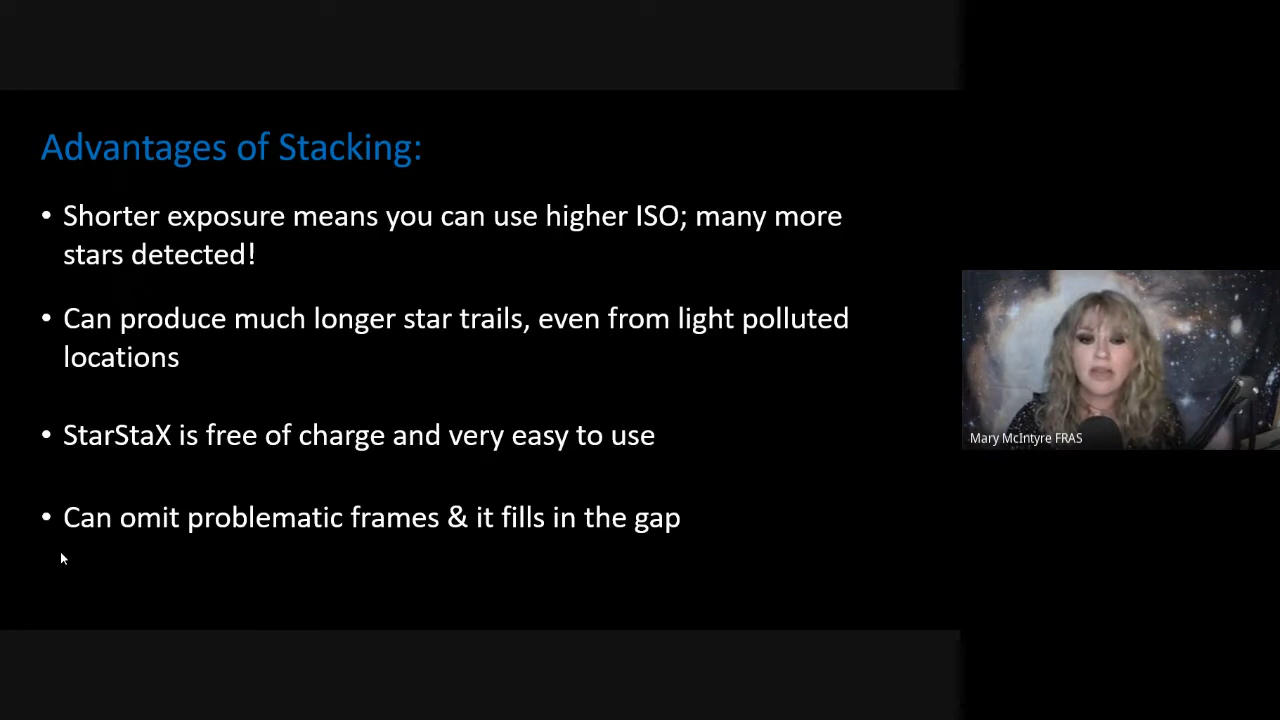 Advantages of Stacking:
• Shorter exposure means you can use higher ISO; many more
stars detected!
• Can produce much longer star trails, even from light polluted
locations
• StarStaX is free of charge and very easy to use
• Can omit problematic frames & it fills in the gap
Mary McIntyre FRAS